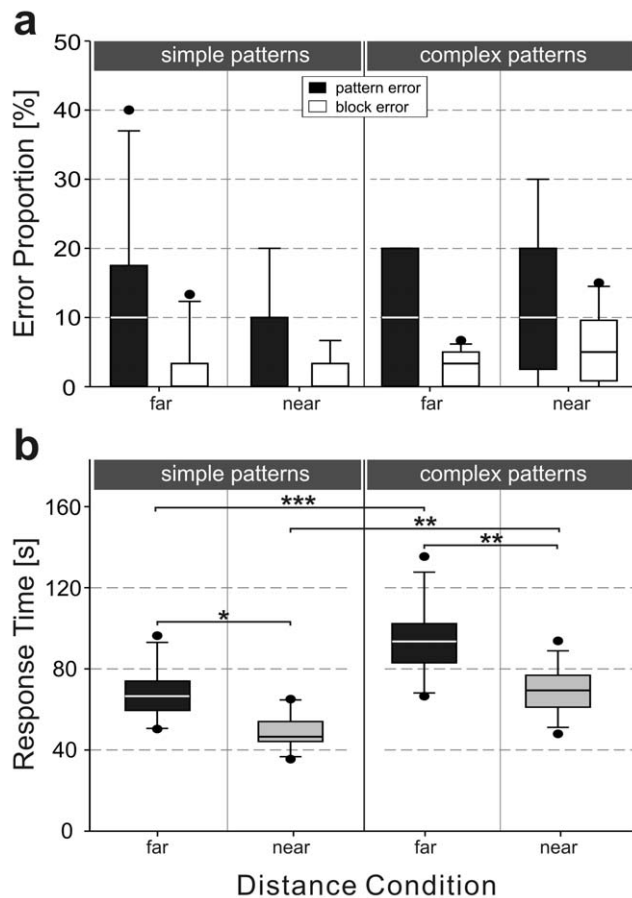 a
simple patterns complex patterns
pattern error
block error
Error Proportion [%]
50
40
30
20
10
0
far near far near
b
simple patterns complex patterns
Response Time [s]
160
120
80
40
0
***
**
**
*
far near far near
Distance Condition